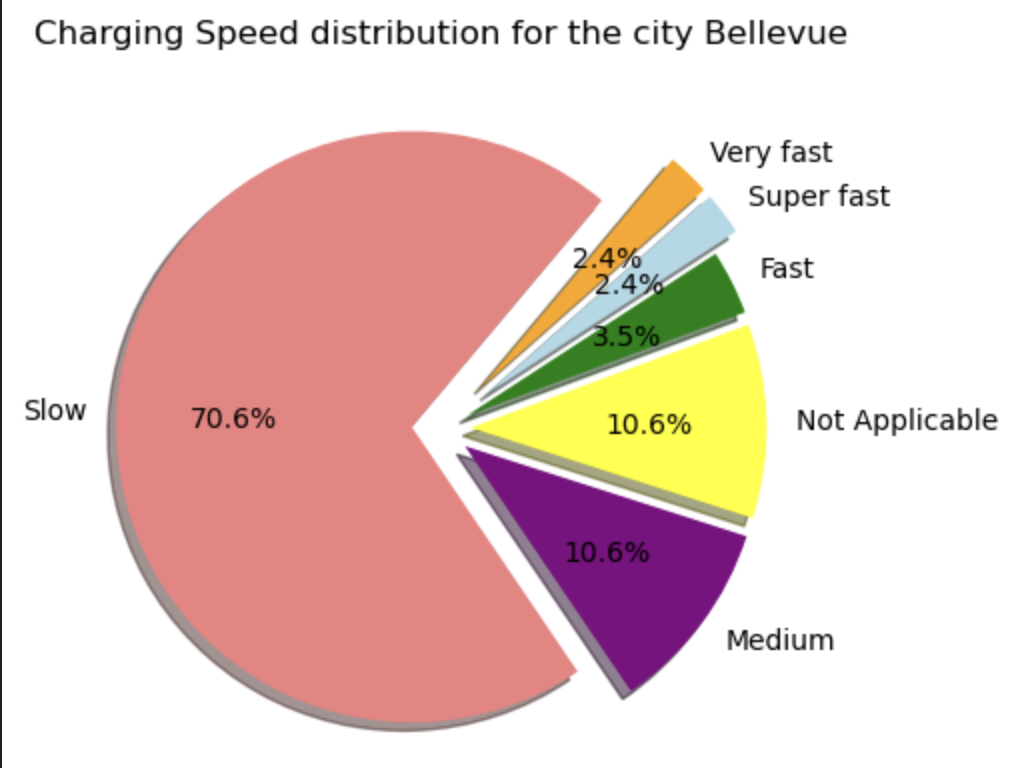 Charging Speed distribution for the city Bellevue
Very fast
Super fast
2.4%
2.4%
Fast
3.5%
Slow
70.6%
10.6%
Not Applicable
10.6%
Medium